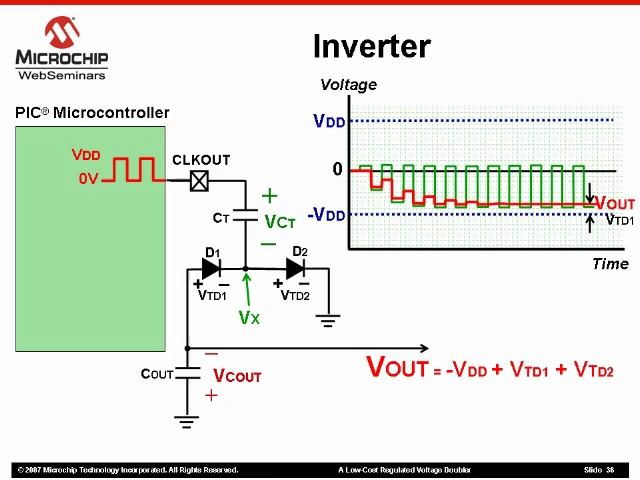 MICROCHIP
WebSeminars
Inverter
Voltage
PIC® Microcontroller
VDD
0V
CLKOUT
CT
+
VCT
−
VDD
0
-VDD
VOUT
VTD1
Time
D1
D2
+ −
+ −
VTD1
VTD2
VX
COUT
−
VCOUT
+
VOUT = -VDD + VTD1 + VTD2
© 2007 Microchip Technology Incorporated. All Rights Reserved.
A Low-Cost Regulated Voltage Doubler
Slide 36